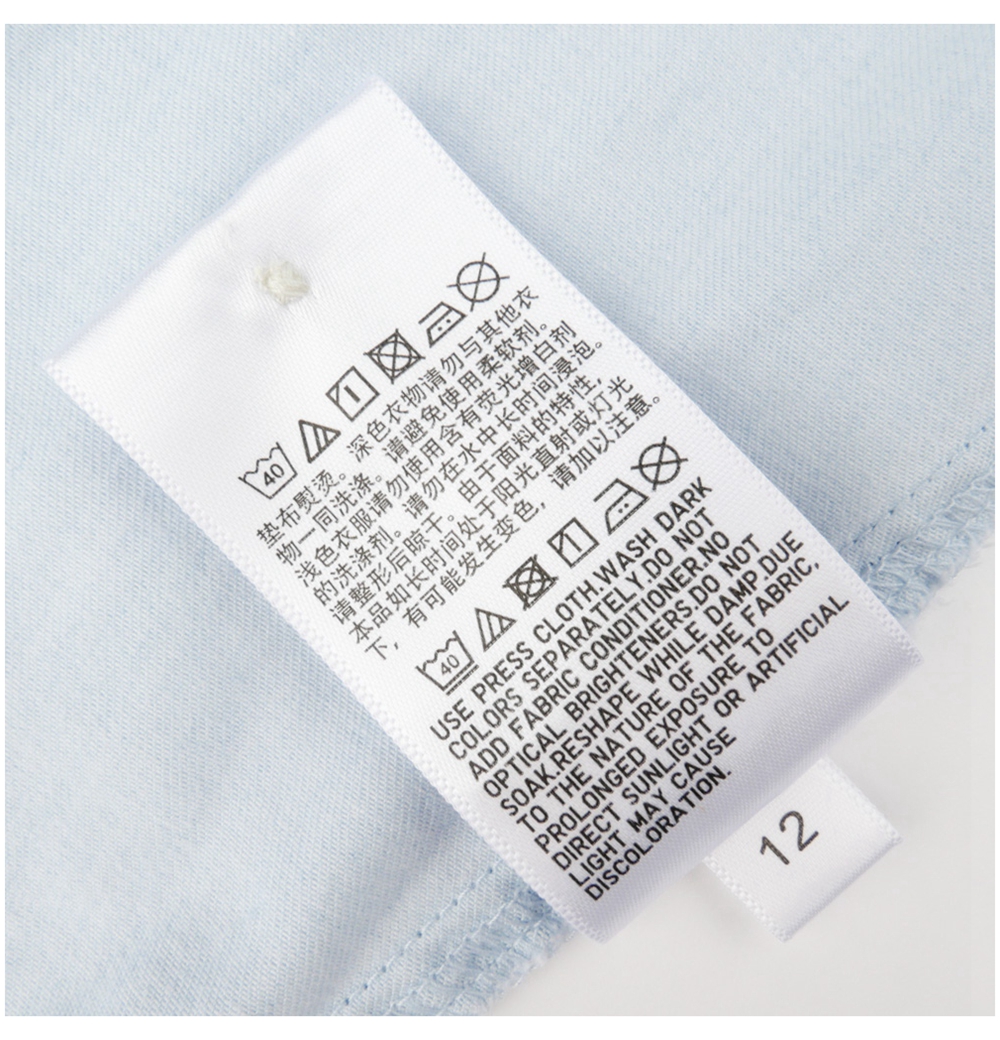 40
垫布熨烫。深色衣物请勿与其他衣
物一同洗涤。请避免使用柔软剂。
浅色衣服请勿使用含有荧光增白剂
的洗涤剂。请勿在水中长时间浸泡。
请整形后晾干。由于面料的特性，
本品如长时间处于阳光直射或灯光
下，有可能发生变色，请加以注意。
40
USE PRESS CLOTH.WASH DARK
COLORS SEPARATELY.DO NOT
ADD FABRIC CONDITIONER.NO
OPTICAL BRIGHTENERS.DO NOT
SOAK.RESHAPE WHILE DAMP.DUE
TO THE NATURE OF THE FABRIC,
PROLONGED EXPOSURE TO
DIRECT SUNLIGHT OR ARTIFICIAL
LIGHT MAY CAUSE
DISCOLORATION.
12